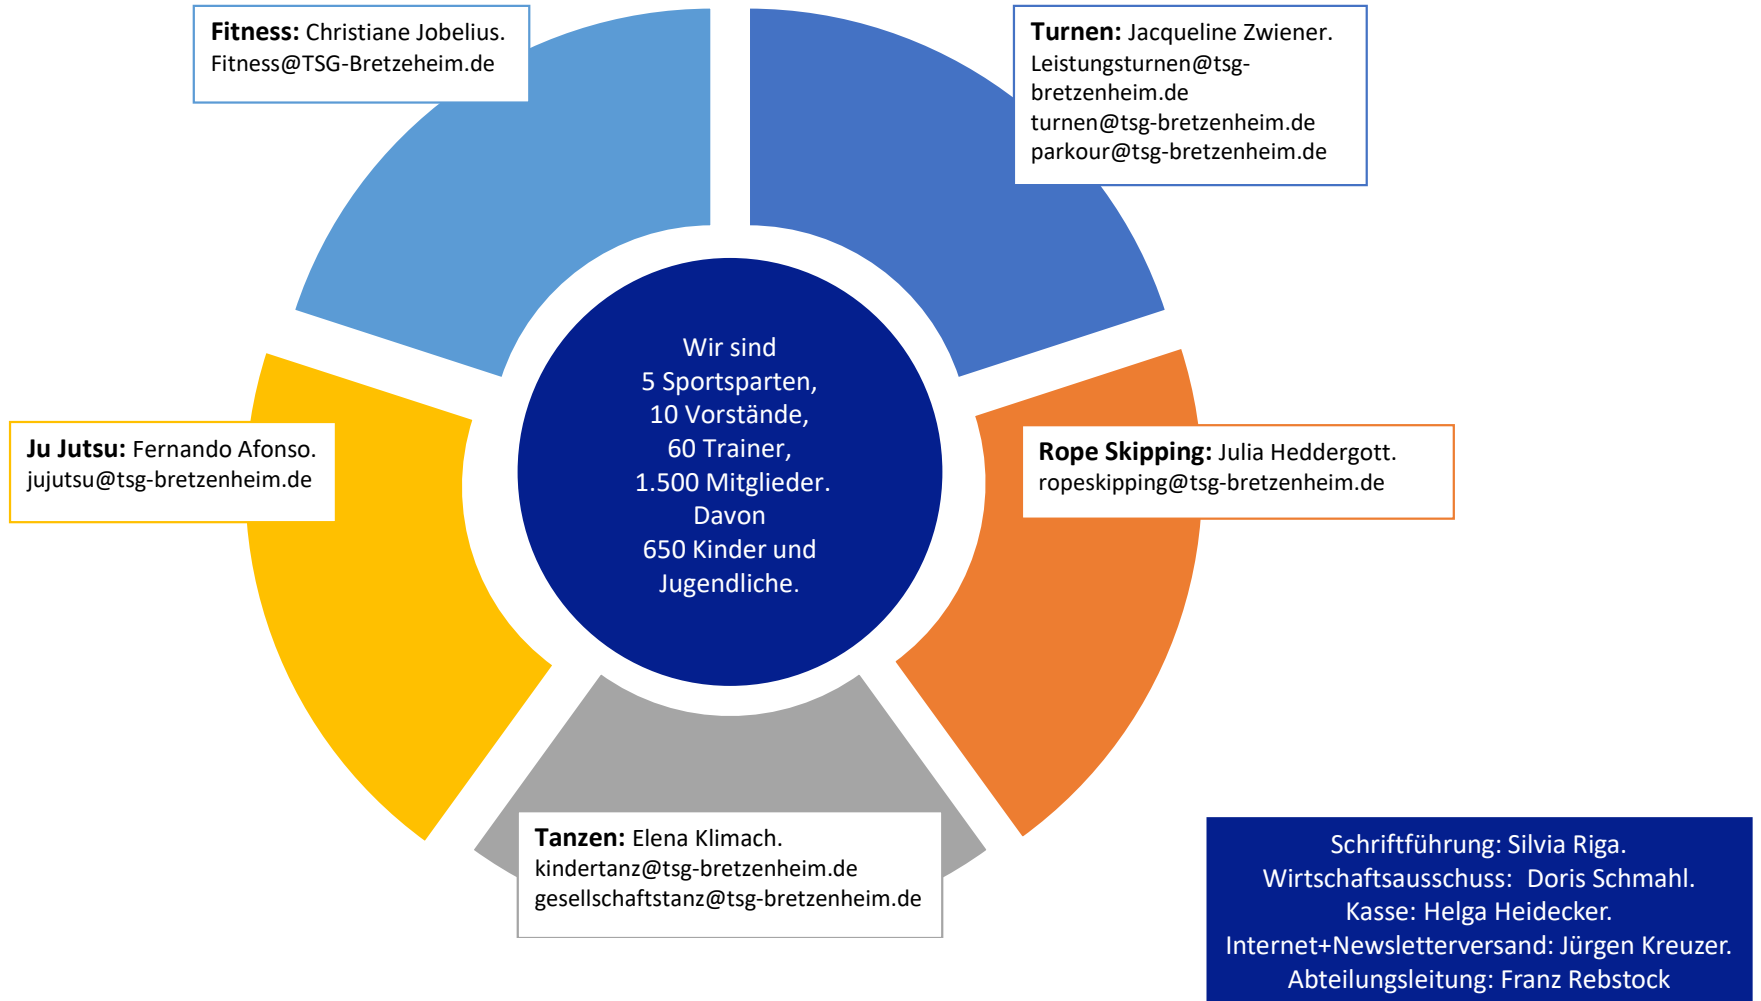 Fitness: Christiane Jobelius.
Fitness@TSG-Bretzeheim.de
Turnen: Jacqueline Zwiener.
Leistungsturnen@tsg-
bretzenheim.de
turnen@tsg-bretzenheim.de
parkour@tsg-bretzenheim.de
Wir sind
5 Sportsparten,
10 Vorstände,
60 Trainer,
1.500 Mitglieder.
Davon
650 Kinder und
Jugendliche.
Ju Jutsu: Fernando Afonso.
jujutsu@tsg-bretzenheim.de
Rope Skipping: Julia Heddergott.
ropeskipping@tsg-bretzenheim.de
Tanzen: Elena Klimach.
kindertanz@tsg-bretzenheim.de
gesellschaftstanz@tsg-bretzenheim.de
Schriftführung: Silvia Riga.
Wirtschaftsausschuss: Doris Schmahl.
Kasse: Helga Heidecker.
Internet+Newsletterversand: Jürgen Kreuzer.
Abteilungsleitung: Franz Rebstock